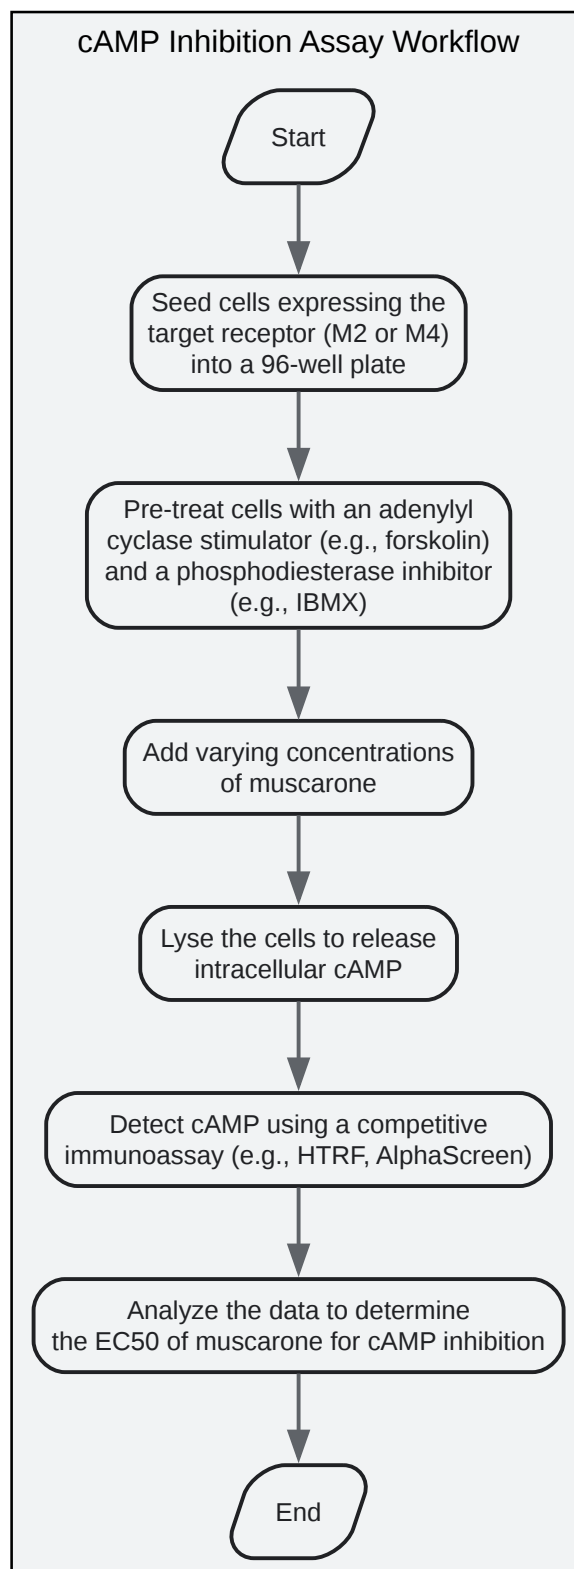 cAMP Inhibition Assay Workflow
Start
Seed cells expressing the
target receptor (M2 or M4)
into a 96-well plate
Pre-treat cells with an adenylyl
cyclase stimulator (e.g., forskolin)
and a phosphodiesterase inhibitor
(e.g., IBMX)
Add varying concentrations
of muscarone
Lyse the cells to release
intracellular cAMP
Detect cAMP using a competitive
immunoassay (e.g., HTRF, AlphaScreen)
Analyze the data to determine
the EC50 of muscarone for cAMP inhibition
End